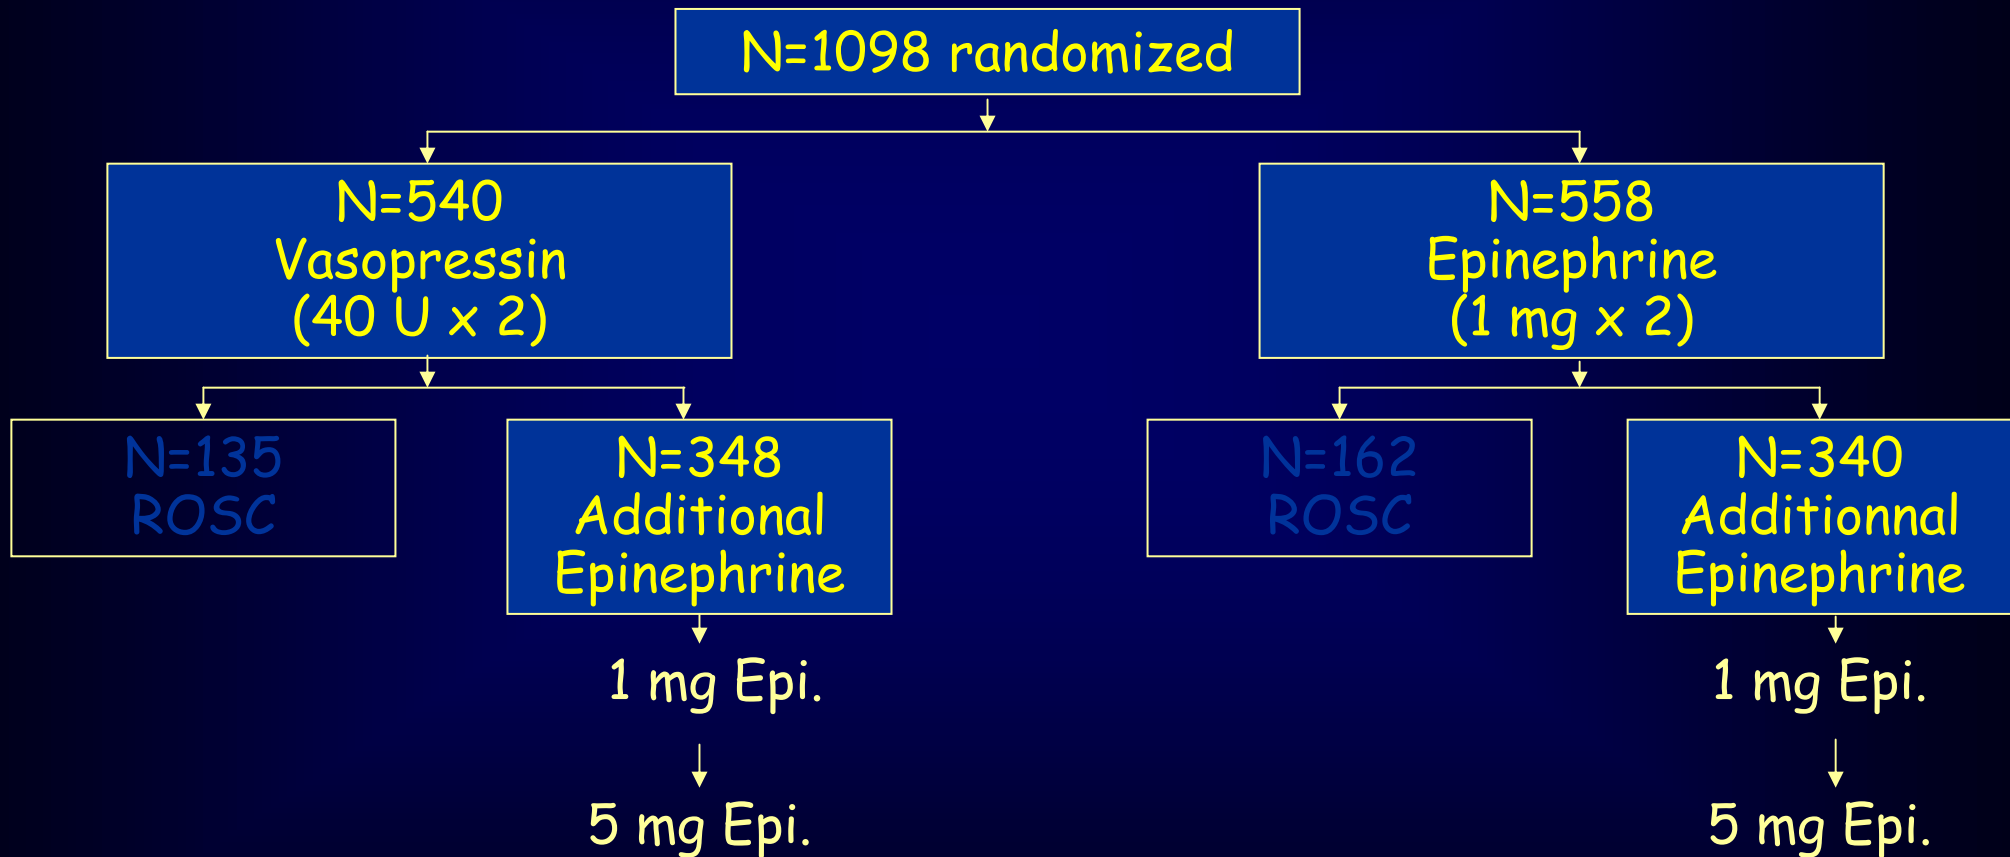 N=1098 randomized
N=540
Vasopressin
(40 U x 2)
N=558
Epinephrine
(1 mg x 2)
N=135
ROSC
N=348
Additional
Epinephrine
N=162
ROSC
N=340
Additionnal
Epinephrine
1 mg Epi.
1 mg Epi.
5 mg Epi.
5 mg Epi.